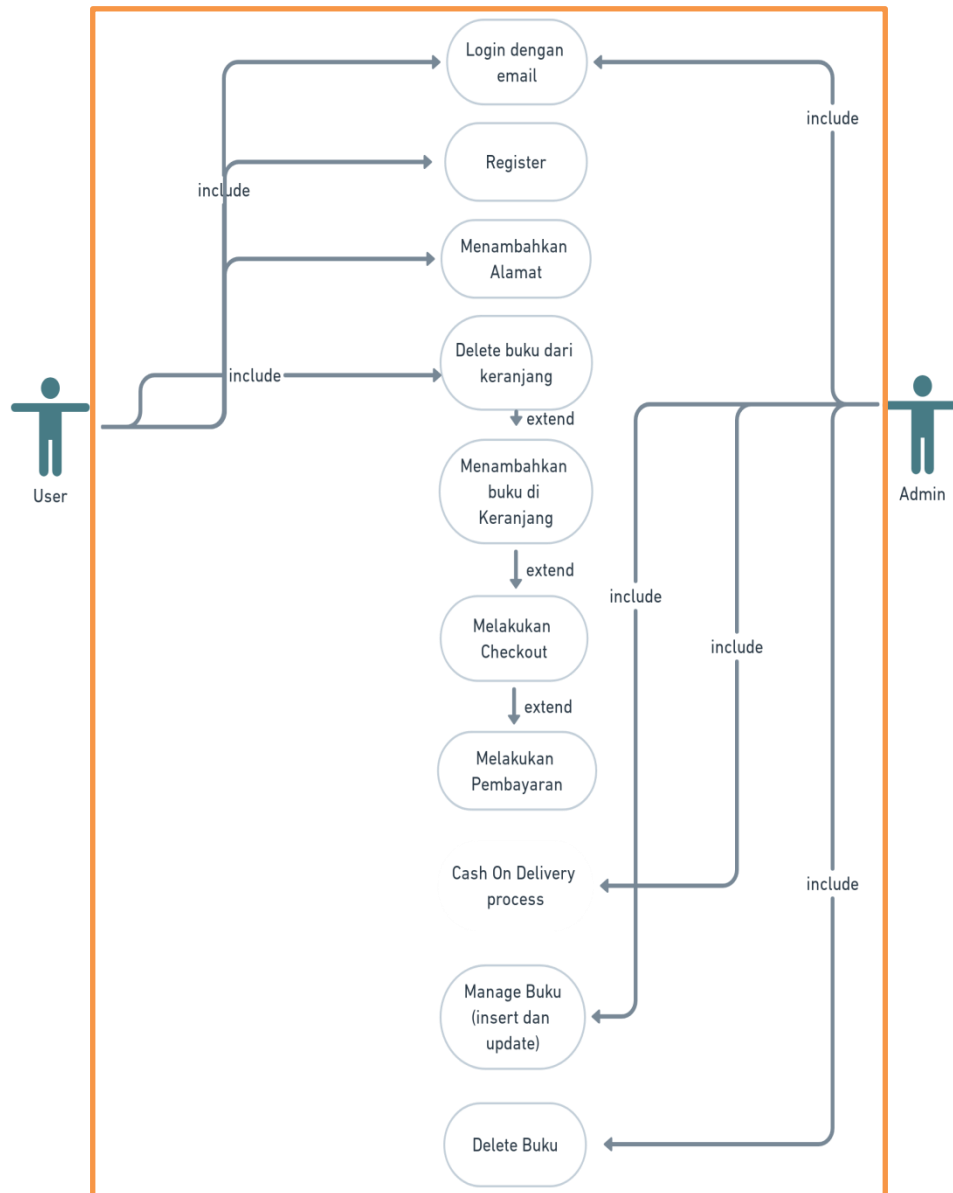 Login dengan
email
include
Register
include
Menambahkan
Alamat
Delete buku dari
keranjang
include
extend
User
Admin
Menambahkan
buku di
Keranjang
extend
include
Melakukan
Checkout
include
extend
Melakukan
Pembayaran
Cash On Delivery
process
include
Manage Buku
(insert dan
update)
Delete Buku